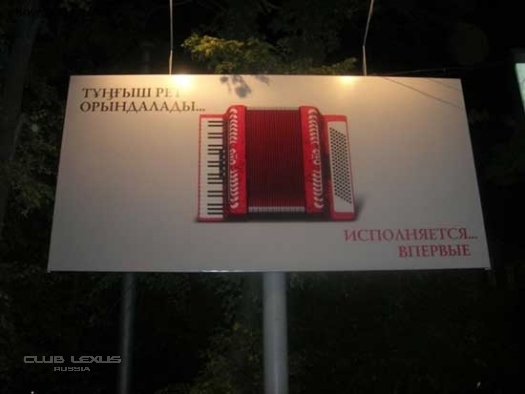 ТҰҢҒЫШ РЕТ
ОРЫНДАЛАДЫ...
ИСПОЛНЯЕТСЯ...
ВПЕРВЫЕ
CLUB LEXUS
RUSSIA